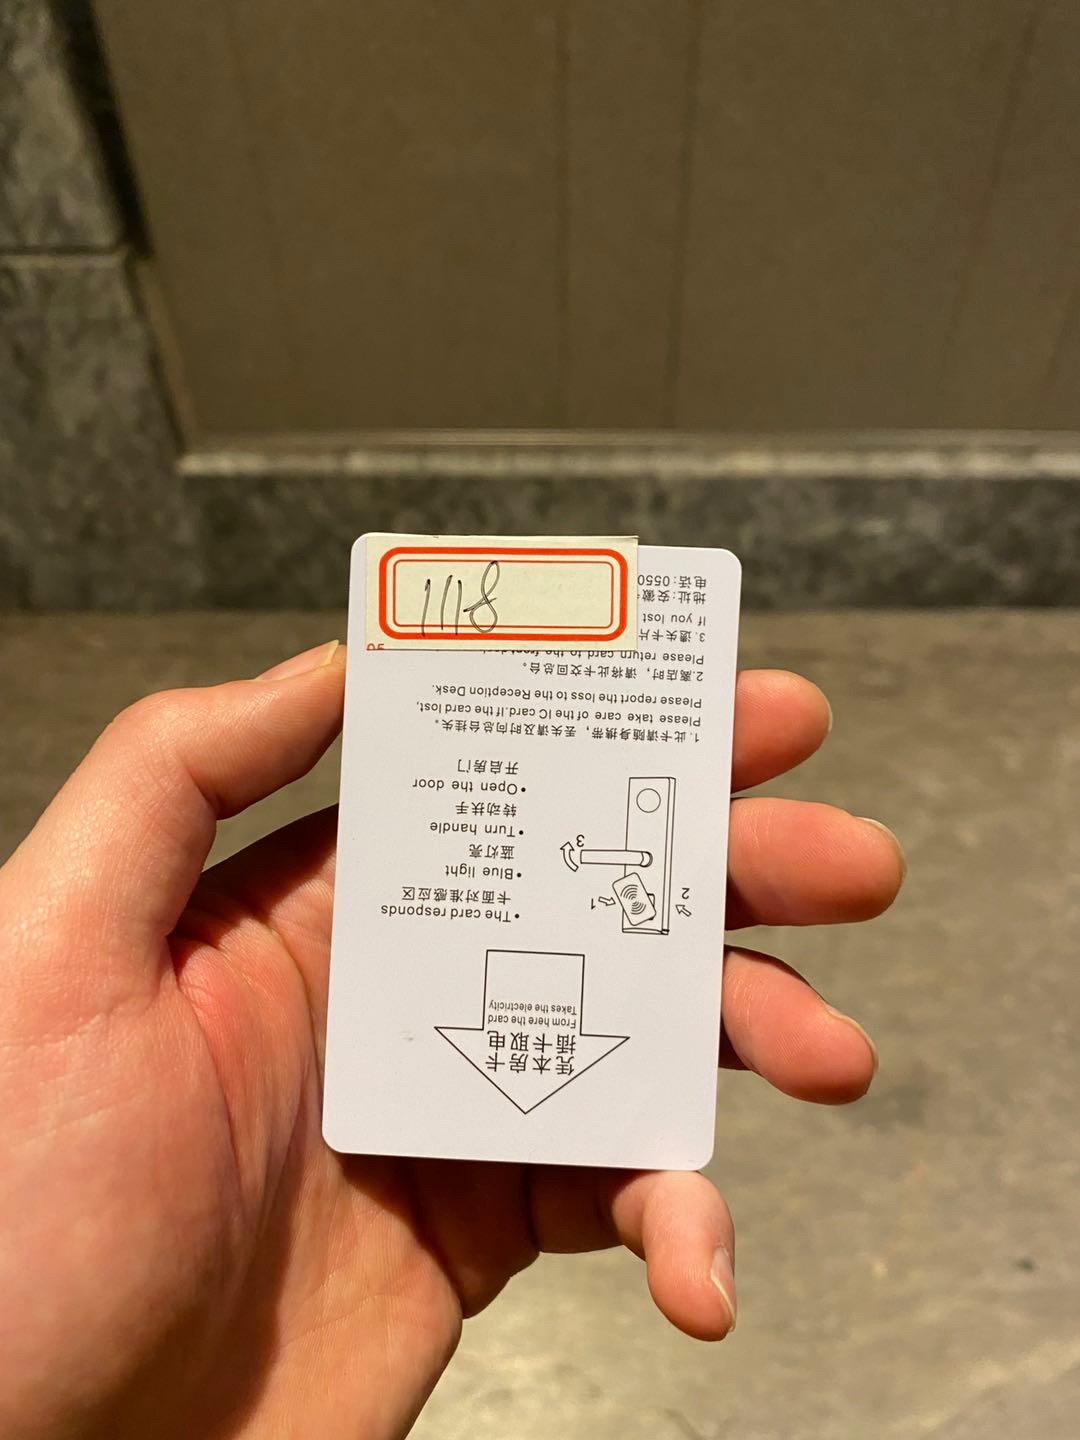 1118
凭本房卡
插卡取电
From here the card
Takes the electricity
2
1
3
•The card responds
卡面对准感应区
•Blue light
蓝灯亮
•Turn handle
转动扶手
•Open the door
开启房门
1.此卡请随身携带，丢失请及时向总台挂失。
Please take care of the IC card.If the card lost,
Please report the loss to the Reception Desk.
2.离店时，请将此卡交回总台。
Please return card to the front
3.遗失卡片
If you lost
地址:安徽
电话:0550